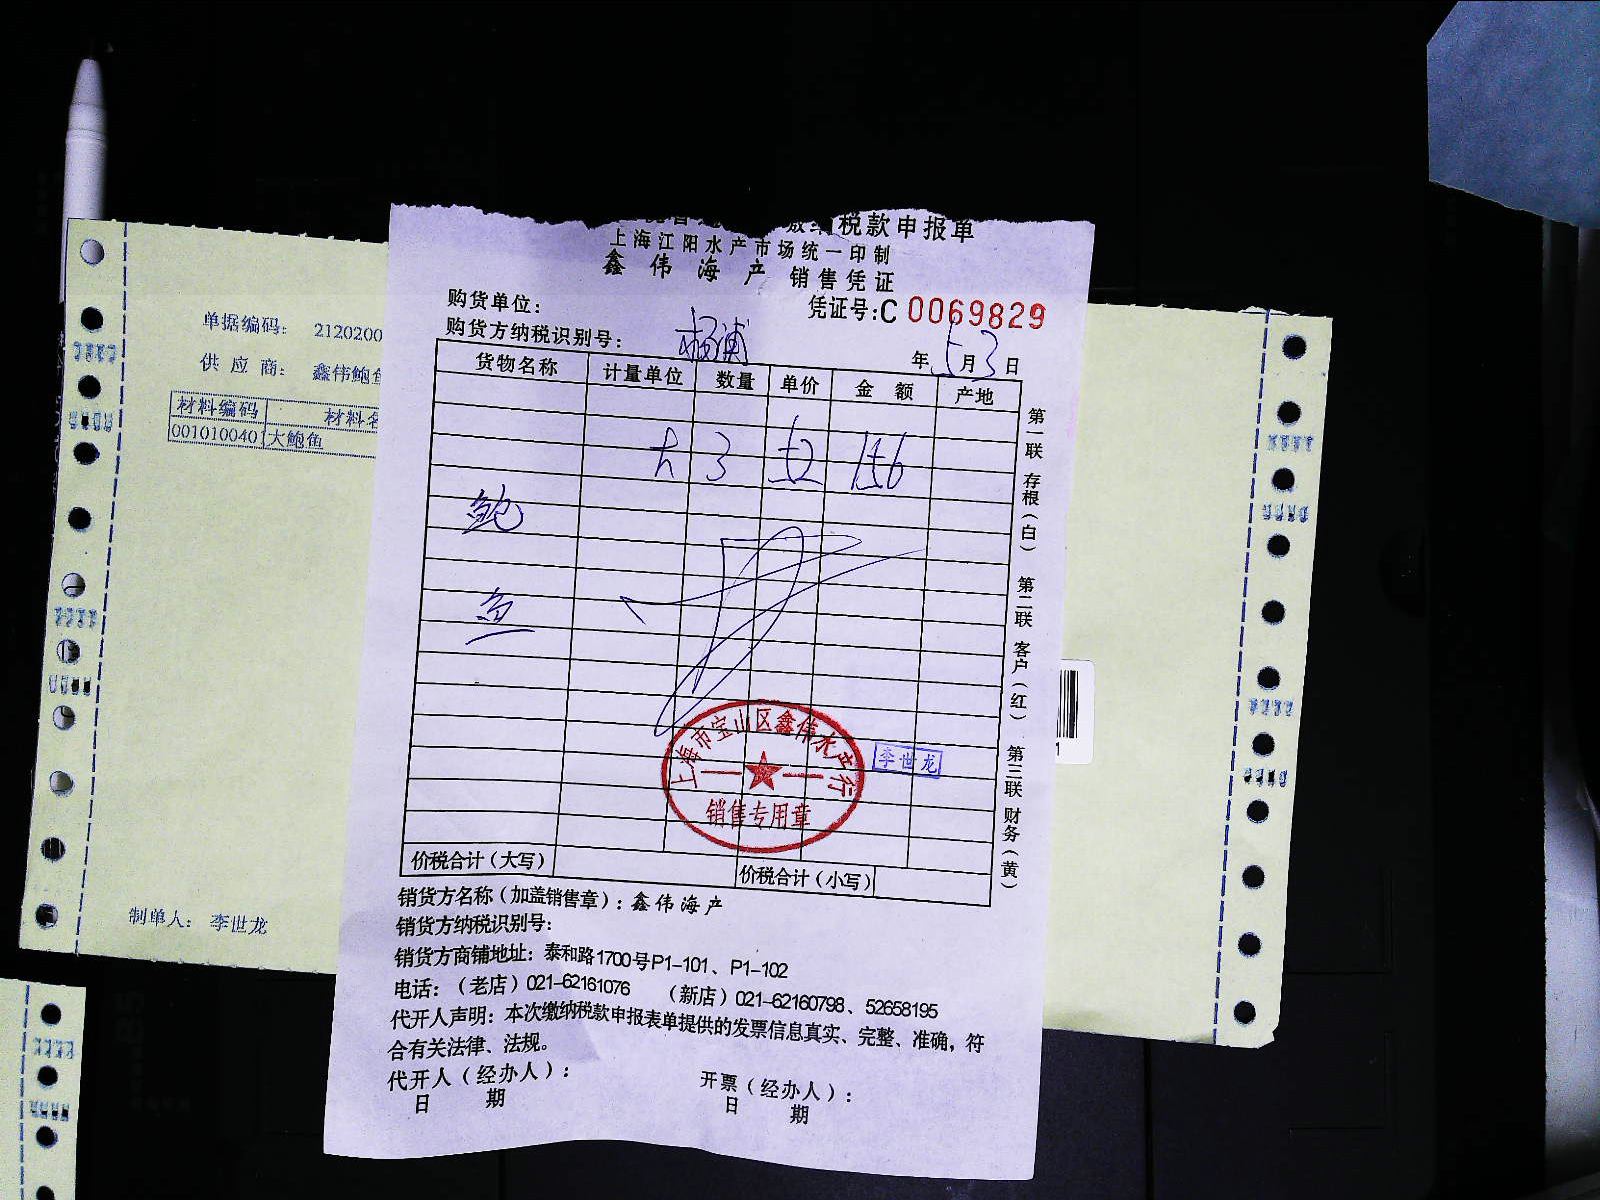 税款申报单
上海江阳水产市场统一印制
鑫伟海产 销售凭证
购货单位：
凭证号:C 0069829
购货方纳税识别号：
杨浦
年 5 月 3 日
货物名称 计量单位 数量 单价 金额 产地
大 3
鲍
鱼
第一联 存根（白） 第二联 客户（红） 第三联 财务（黄）
上海市宝山区鑫伟水产行
销售专用章
李世龙
价税合计（大写） 价税合计（小写）
销货方名称（加盖销售章）：鑫伟海产
销货方纳税识别号：
销货方商铺地址：泰和路1700号P1-101、P1-102
电话：（老店）021-62161076 （新店）021-62160798、52658195
代开人声明：本次缴纳税款申报表单提供的发票信息真实、完整、准确，符
合有关法律、法规。
代开人（经办人）： 开票（经办人）：
日 期 日 期
单据编码： 2120200
供应商： 鑫伟鲍鱼
材料编码 材料名
001010040 大鲍鱼
制单人： 李世龙